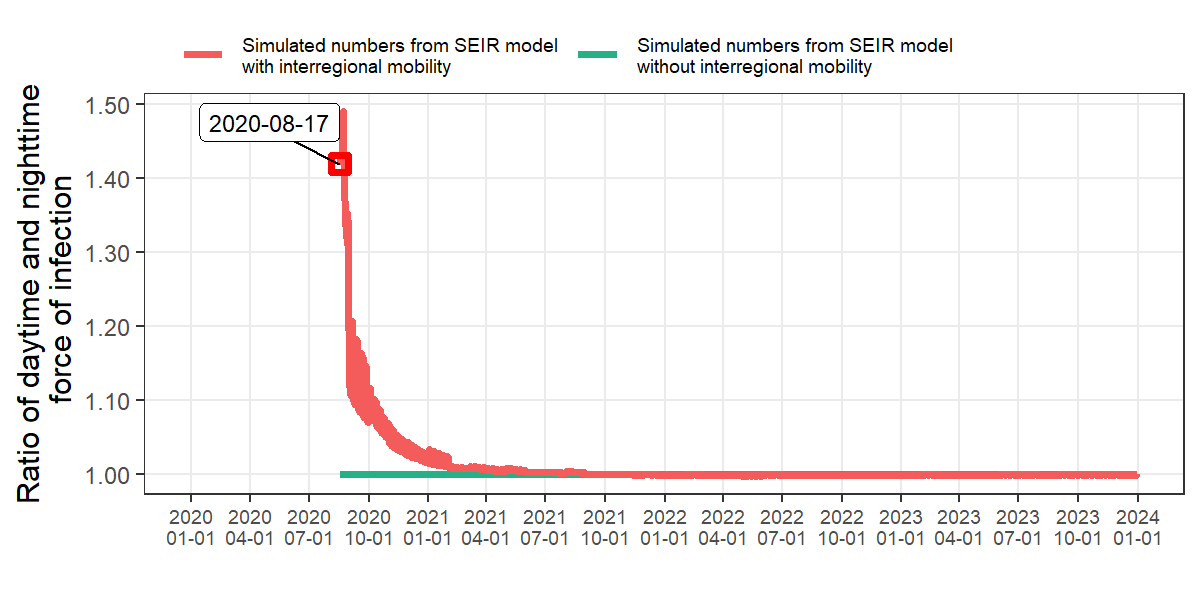 Simulated numbers from SEIR model
with interregional mobility
Simulated numbers from SEIR model
without interregional mobility
Ratio of daytime and nighttime
force of infection
1.50
1.40
1.30
1.20
1.10
1.00
2020-08-17
2020 2020 2020 2020 2021 2021 2021 2021 2022 2022 2022 2022 2023 2023 2023 2023 2024
01-01 04-01 07-01 10-01 01-01 04-01 07-01 10-01 01-01 04-01 07-01 10-01 01-01 04-01 07-01 10-01 01-01